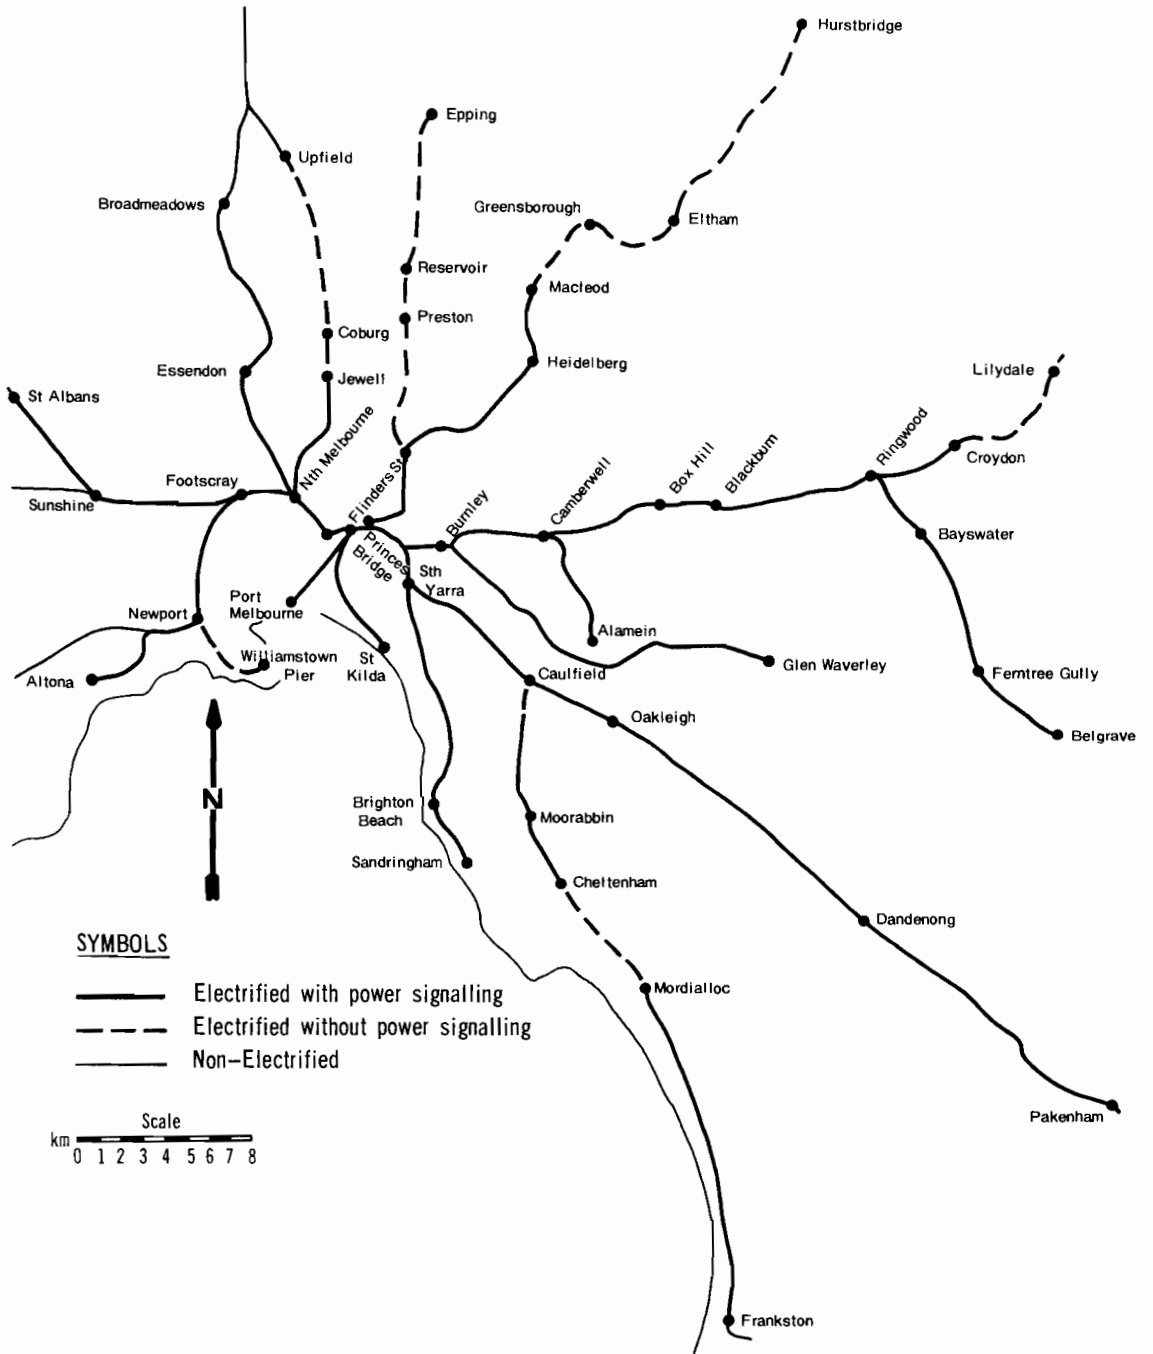 Hurstbridge
Epping
Upfield
Broadmeadows
Greensborough
Eltham
Reservoir
Macleod
Preston
Coburg
Heidelberg
Essendon
Jewell
Lilydale
St Albans
Nth Melbourne
Ringwood
Croydon
Box Hill
Blackburn
Camberwell
Footscray
Flinders St
Burnley
Sunshine
Bayswater
Princes
Bridge
Sth
Yarra
Port
Melbourne
Newport
Alamein
Williamstown
Pier
St
Kilda
Glen Waverley
Altona
Caulfield
Ferntree Gully
Oakleigh
Belgrave
N
Brighton
Beach
Moorabbin
Sandringham
Cheltenham
Dandenong
Mordialloc
SYMBOLS
Electrified with power signalling
Electrified without power signalling
Non-Electrified
Scale
km
0 1 2 3 4 5 6 7 8
Pakenham
Frankston